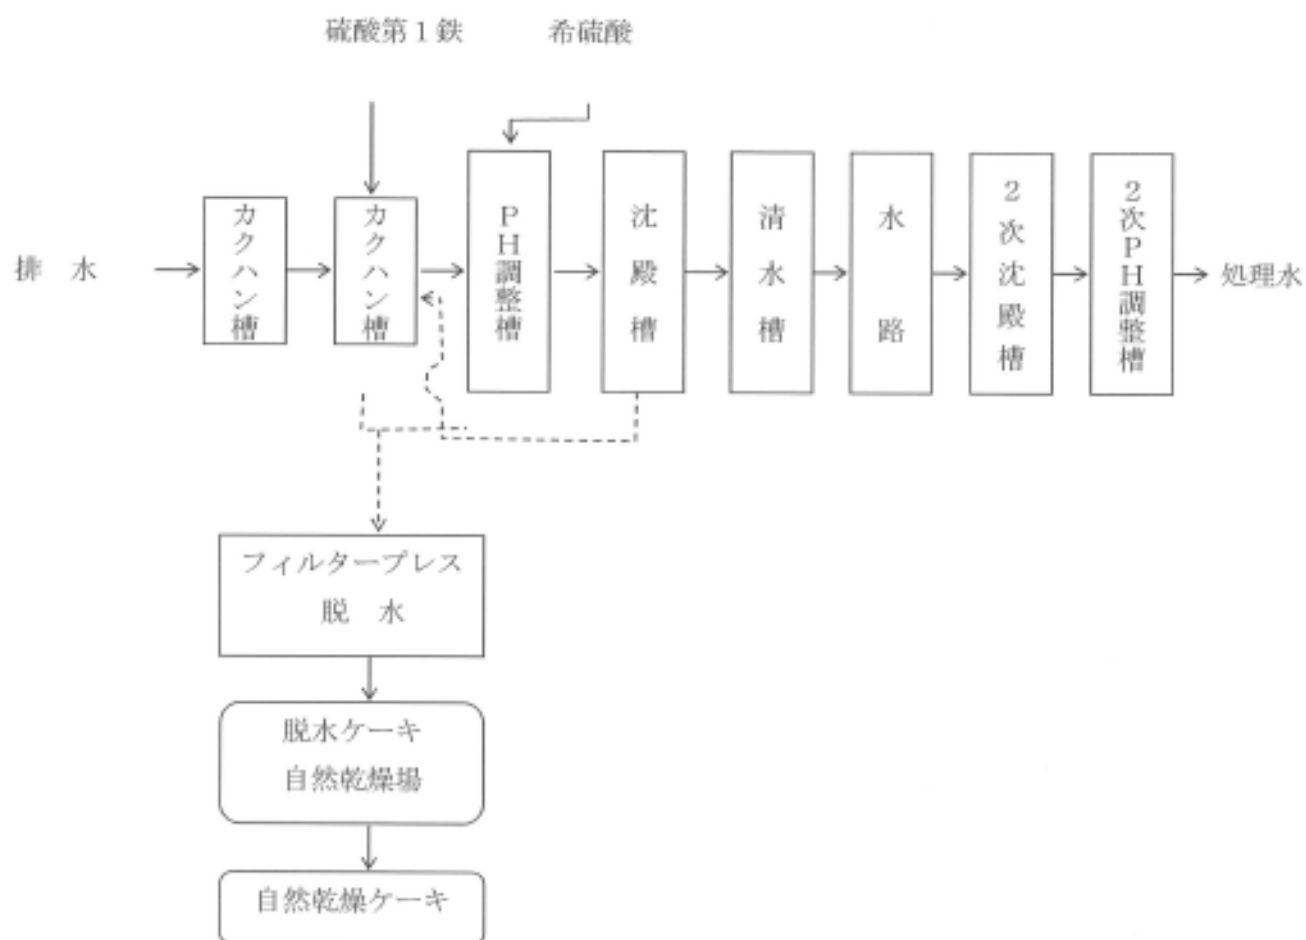 硫酸第1鉄
希硫酸
排 水
カクハン槽
カクハン槽
PH調整槽
沈殿槽
清水槽
水路
2次沈殿槽
2次PH調整槽
処理水
フィルタープレス
脱 水
脱水ケーキ
自然乾燥場
自然乾燥ケーキ